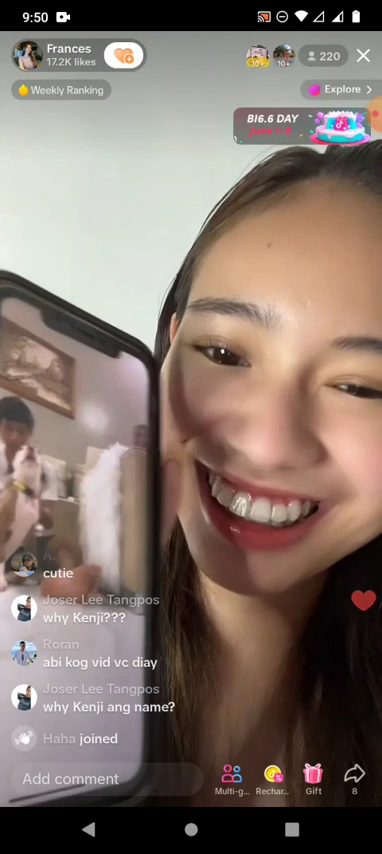 9:50
Frances
17.2K likes
10+
10+
220
Weekly Ranking
Explore
BI6.6 DAY
A.
cutie
Joser Lee Tangpos
why Kenji???
Roran
abi kog vid vc diay
Joser Lee Tangpos
why Kenji ang name?
Haha joined
Add comment
Multi-g...
Rechar...
Gift
8